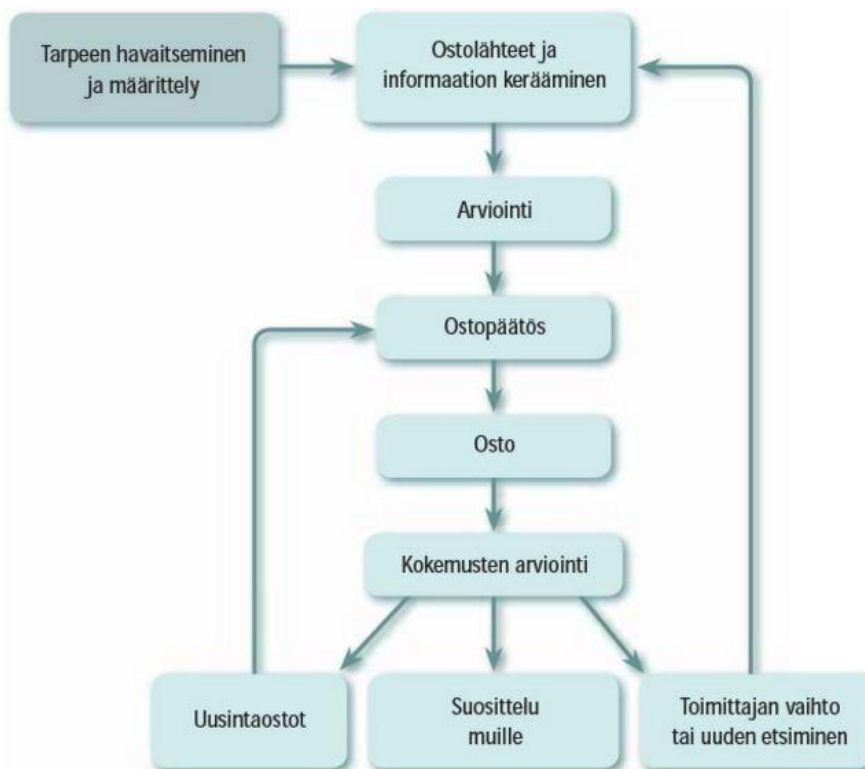 Tarpeen havaitseminen
ja määrittely
Ostolähteet ja
informaation kerääminen
Arviointi
Ostopäätös
Osto
Kokemusten arviointi
Uusintaostot
Suosittelu
muille
Toimittajan vaihto
tai uuden etsiminen